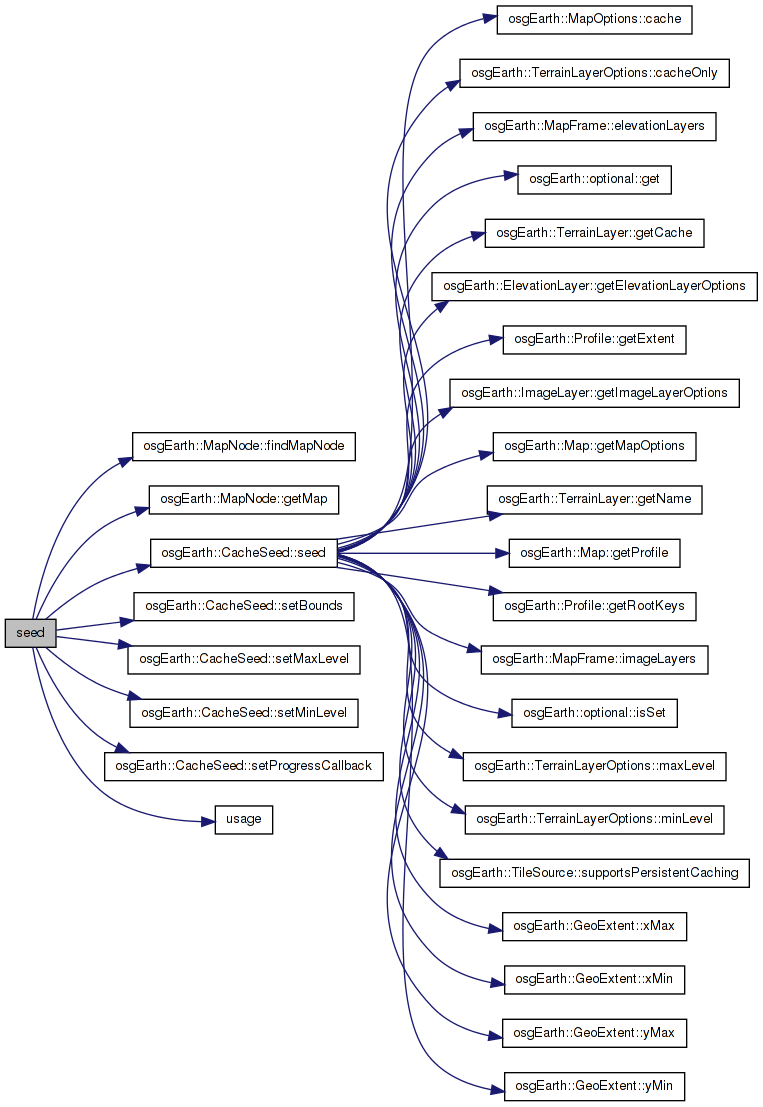 seed
osgEarth::MapNode::findMapNode
osgEarth::MapNode::getMap
osgEarth::CacheSeed::seed
osgEarth::CacheSeed::setBounds
osgEarth::CacheSeed::setMaxLevel
osgEarth::CacheSeed::setMinLevel
osgEarth::CacheSeed::setProgressCallback
usage
osgEarth::MapOptions::cache
osgEarth::TerrainLayerOptions::cacheOnly
osgEarth::MapFrame::elevationLayers
osgEarth::optional::get
osgEarth::TerrainLayer::getCache
osgEarth::ElevationLayer::getElevationLayerOptions
osgEarth::Profile::getExtent
osgEarth::ImageLayer::getImageLayerOptions
osgEarth::Map::getMapOptions
osgEarth::TerrainLayer::getName
osgEarth::Map::getProfile
osgEarth::Profile::getRootKeys
osgEarth::MapFrame::imageLayers
osgEarth::optional::isSet
osgEarth::TerrainLayerOptions::maxLevel
osgEarth::TerrainLayerOptions::minLevel
osgEarth::TileSource::supportsPersistentCaching
osgEarth::GeoExtent::xMax
osgEarth::GeoExtent::xMin
osgEarth::GeoExtent::yMax
osgEarth::GeoExtent::yMin